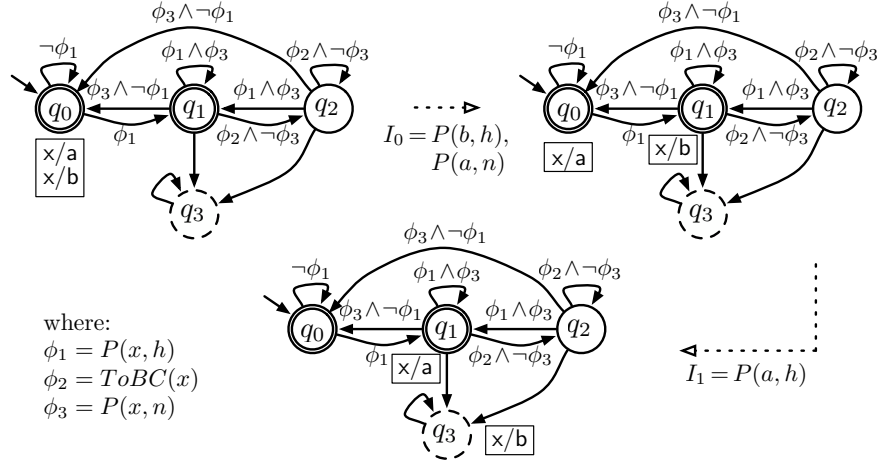 ϕ3 ∧ ¬ϕ1
¬ϕ1
ϕ1 ∧ ϕ3
ϕ2 ∧ ¬ϕ3
ϕ3 ∧ ¬ϕ1
ϕ1 ∧ ϕ3
q0
q1
q2
ϕ1
ϕ2 ∧ ¬ϕ3
x/a
x/b
q3
I0 = P(b, h),
P(a, n)
ϕ3 ∧ ¬ϕ1
¬ϕ1
ϕ1 ∧ ϕ3
ϕ2 ∧ ¬ϕ3
ϕ3 ∧ ¬ϕ1
ϕ1 ∧ ϕ3
q0
q1
q2
ϕ1
ϕ2 ∧ ¬ϕ3
x/a
x/b
q3
ϕ3 ∧ ¬ϕ1
¬ϕ1
ϕ1 ∧ ϕ3
ϕ2 ∧ ¬ϕ3
ϕ3 ∧ ¬ϕ1
ϕ1 ∧ ϕ3
q0
q1
q2
ϕ1
ϕ2 ∧ ¬ϕ3
x/a
q3
x/b
I1 = P(a, h)
where:
ϕ1 = P(x, h)
ϕ2 = ToBC(x)
ϕ3 = P(x, n)